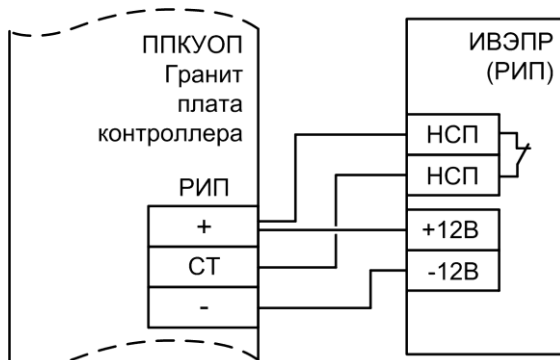 ППКУОП
Гранит
плата
контроллера
РИП
+
СТ
-
ИВЭПР
(РИП)
НСП
НСП
+12В
-12В